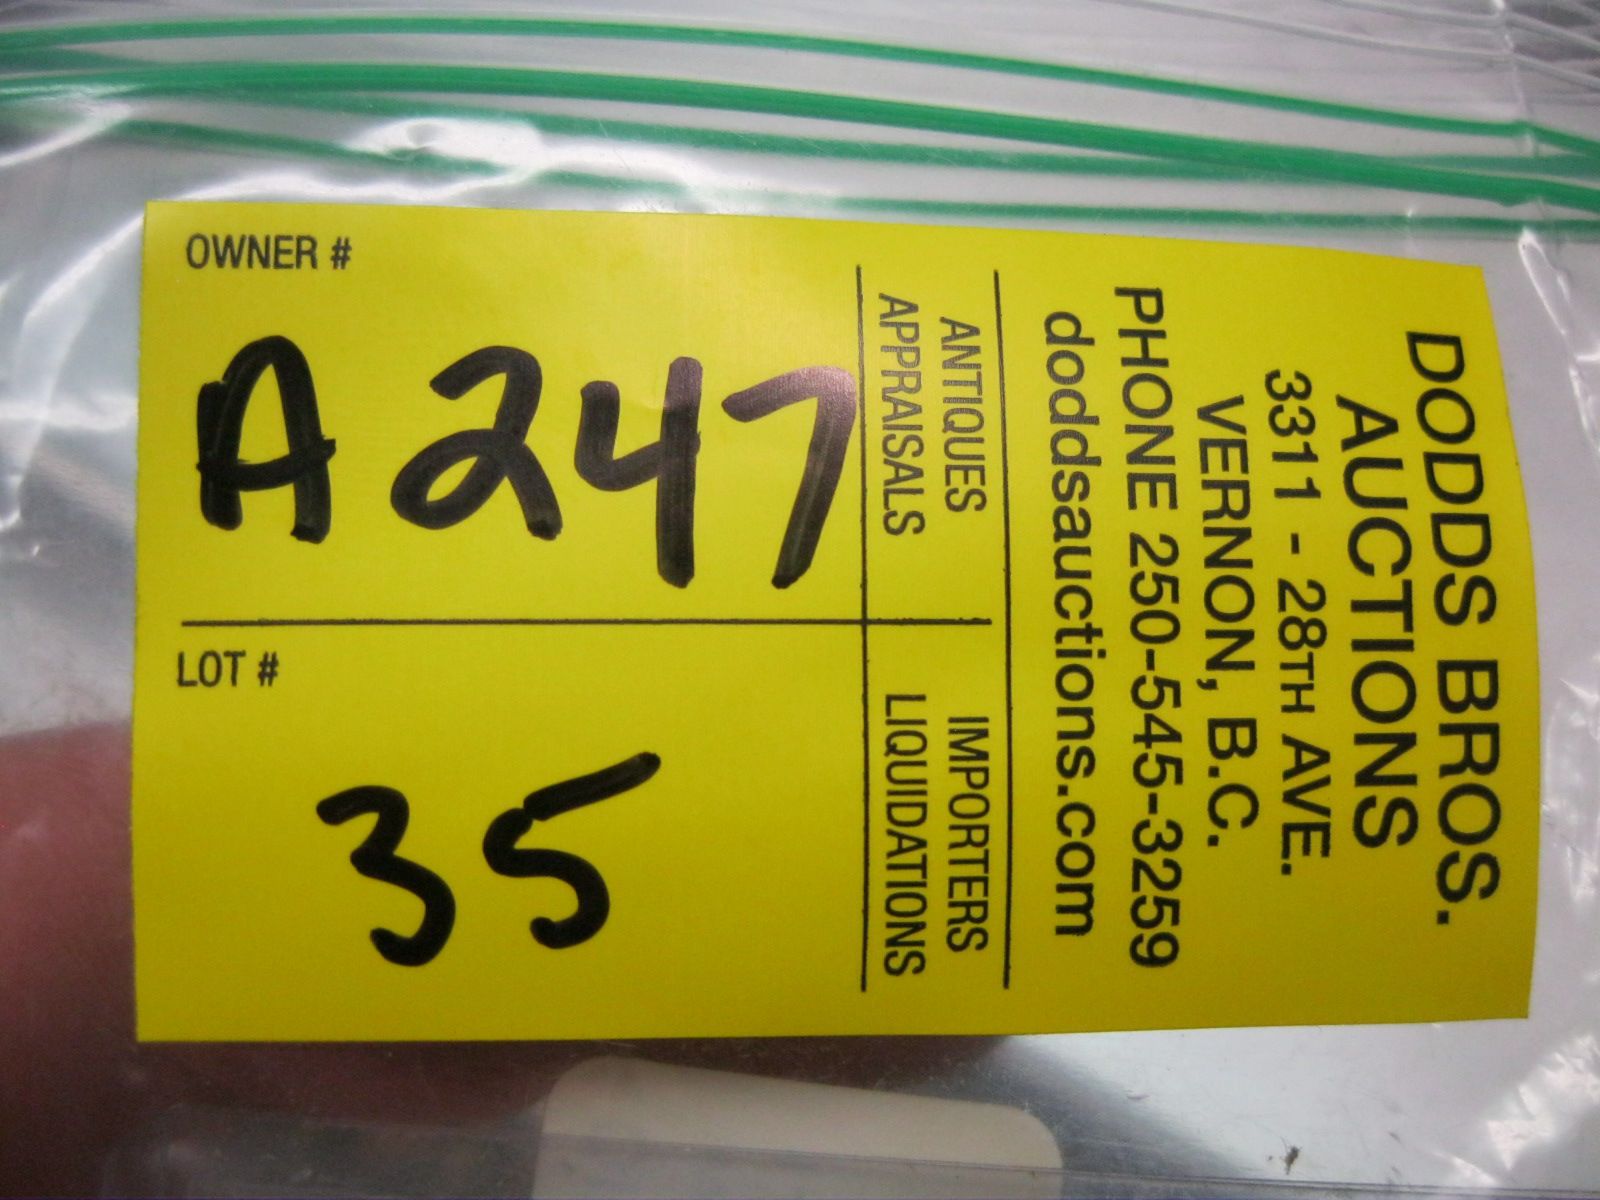 DODDS BROS.
AUCTIONS
3311 - 28TH AVE.
VERNON, B.C.
PHONE 250-545-3259
doddsauctions.com
ANTIQUES
APPRAISALS
IMPORTERS
LIQUIDATIONS
OWNER #
A247
LOT #
35